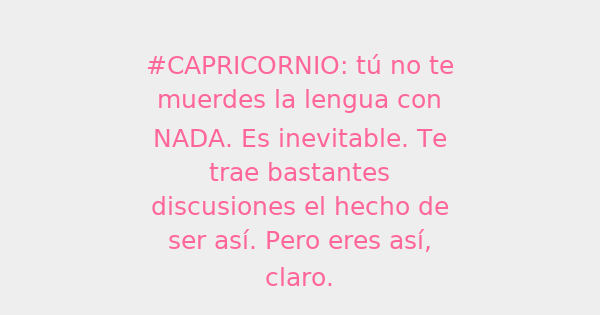 #CAPRICORNIO: tú no te
muerdes la lengua con
NADA. Es inevitable. Te
trae bastantes
discusiones el hecho de
ser así. Pero eres así,
claro.